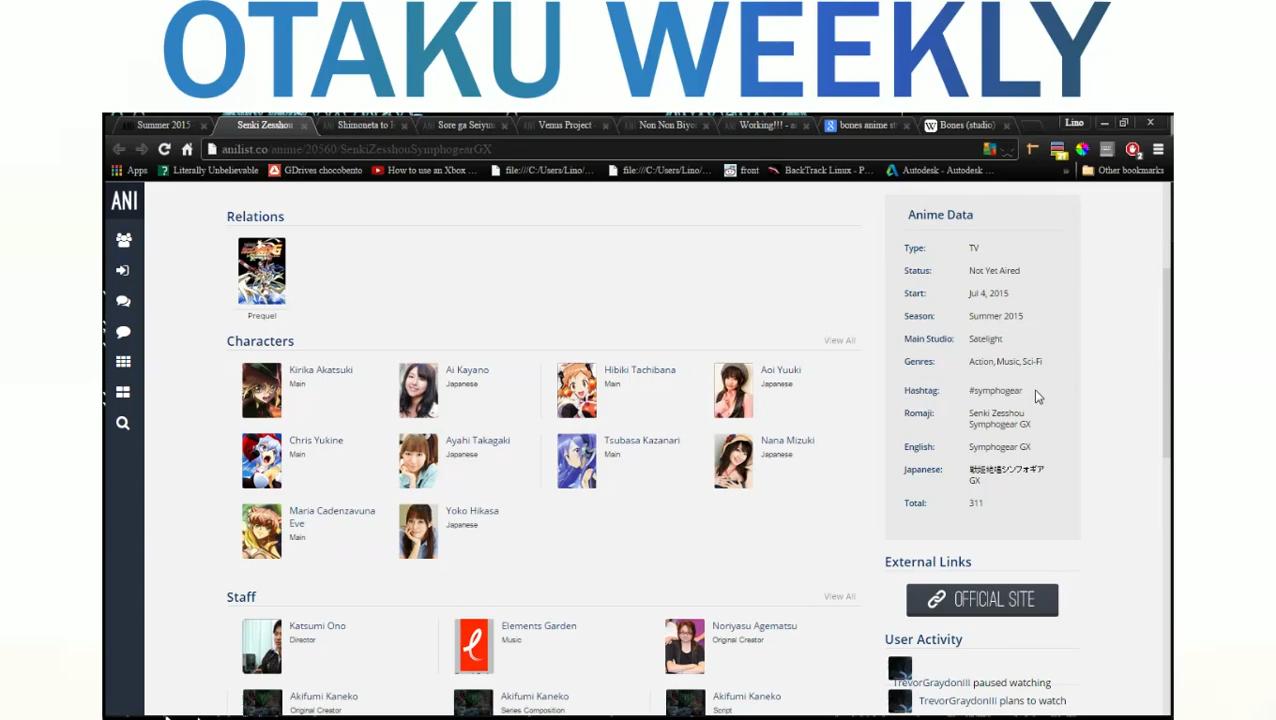 OTAKU WEEKLY
Summer 2015
Senki Zesshou
Shimoneta to
Sore ga Seiyu
Venus Project -
Non Non Biyo
Working!!! -
bones anime st
Bones (studio)
Lino
anilist.co/anime/20560/SenkiZesshouSymphogearGX
Apps
Literally Unbelievable
GDrives chocobento
How to use an Xbox ...
file:///C:/Users/Lino/...
file:///C:/Users/Lino/...
front
BackTrack Linux - P...
Autodesk - Autodesk ...
Other bookmarks
ANI
Relations
Prequel
Characters
View All
Kirika Akatsuki
Main
Ai Kayano
Japanese
Hibiki Tachibana
Main
Aoi Yuuki
Japanese
Chris Yukine
Main
Ayahi Takagaki
Japanese
Tsubasa Kazanari
Main
Nana Mizuki
Japanese
Maria Cadenzavuna
Eve
Main
Yoko Hikasa
Japanese
Staff
View All
Katsumi Ono
Director
Elements Garden
Music
Noriyasu Agematsu
Original Creator
Akifumi Kaneko
Original Creator
Akifumi Kaneko
Series Composition
Akifumi Kaneko
Script
Anime Data
Type: TV
Status: Not Yet Aired
Start: Jul 4, 2015
Season: Summer 2015
Main Studio: Satelight
Genres: Action, Music, Sci-Fi
Hashtag: #symphogear
Romaji: Senki Zesshou
Symphogear GX
English: Symphogear GX
Japanese: 戦姫絶唱シンフォギア
GX
Total: 311
External Links
OFFICIAL SITE
User Activity
TrevorGraydonIII paused watching
TrevorGraydonIII plans to watch